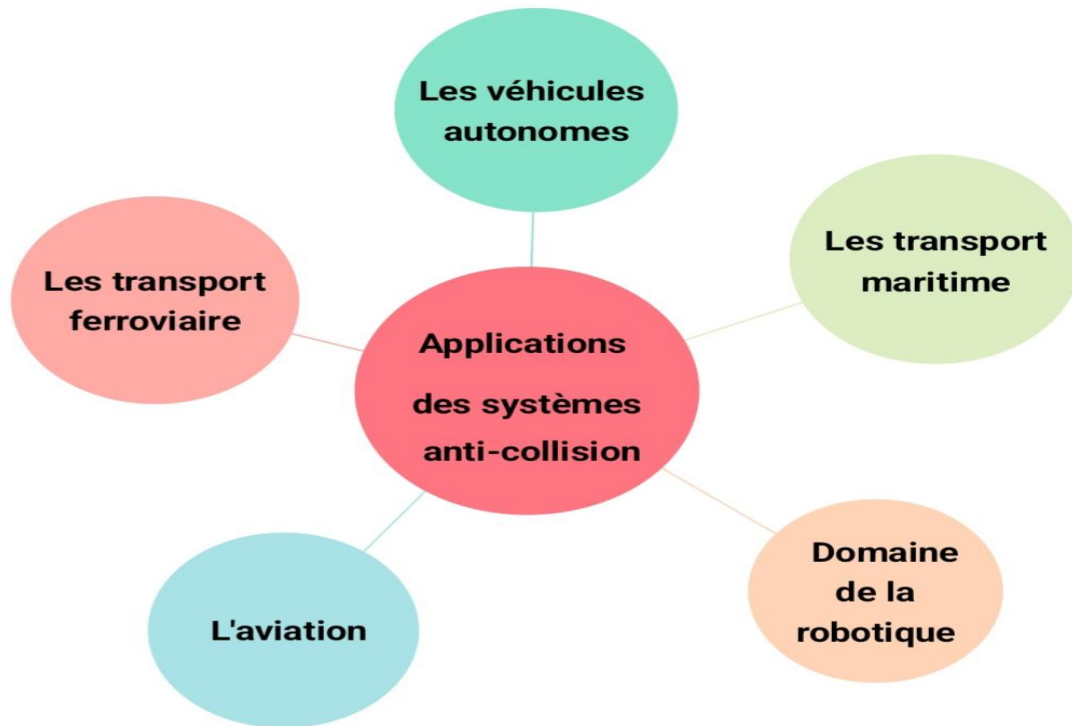 Les véhicules
autonomes
Les transport
maritime
Les transport
ferroviaire
Applications
des systèmes
anti-collision
Domaine
de la
robotique
L'aviation